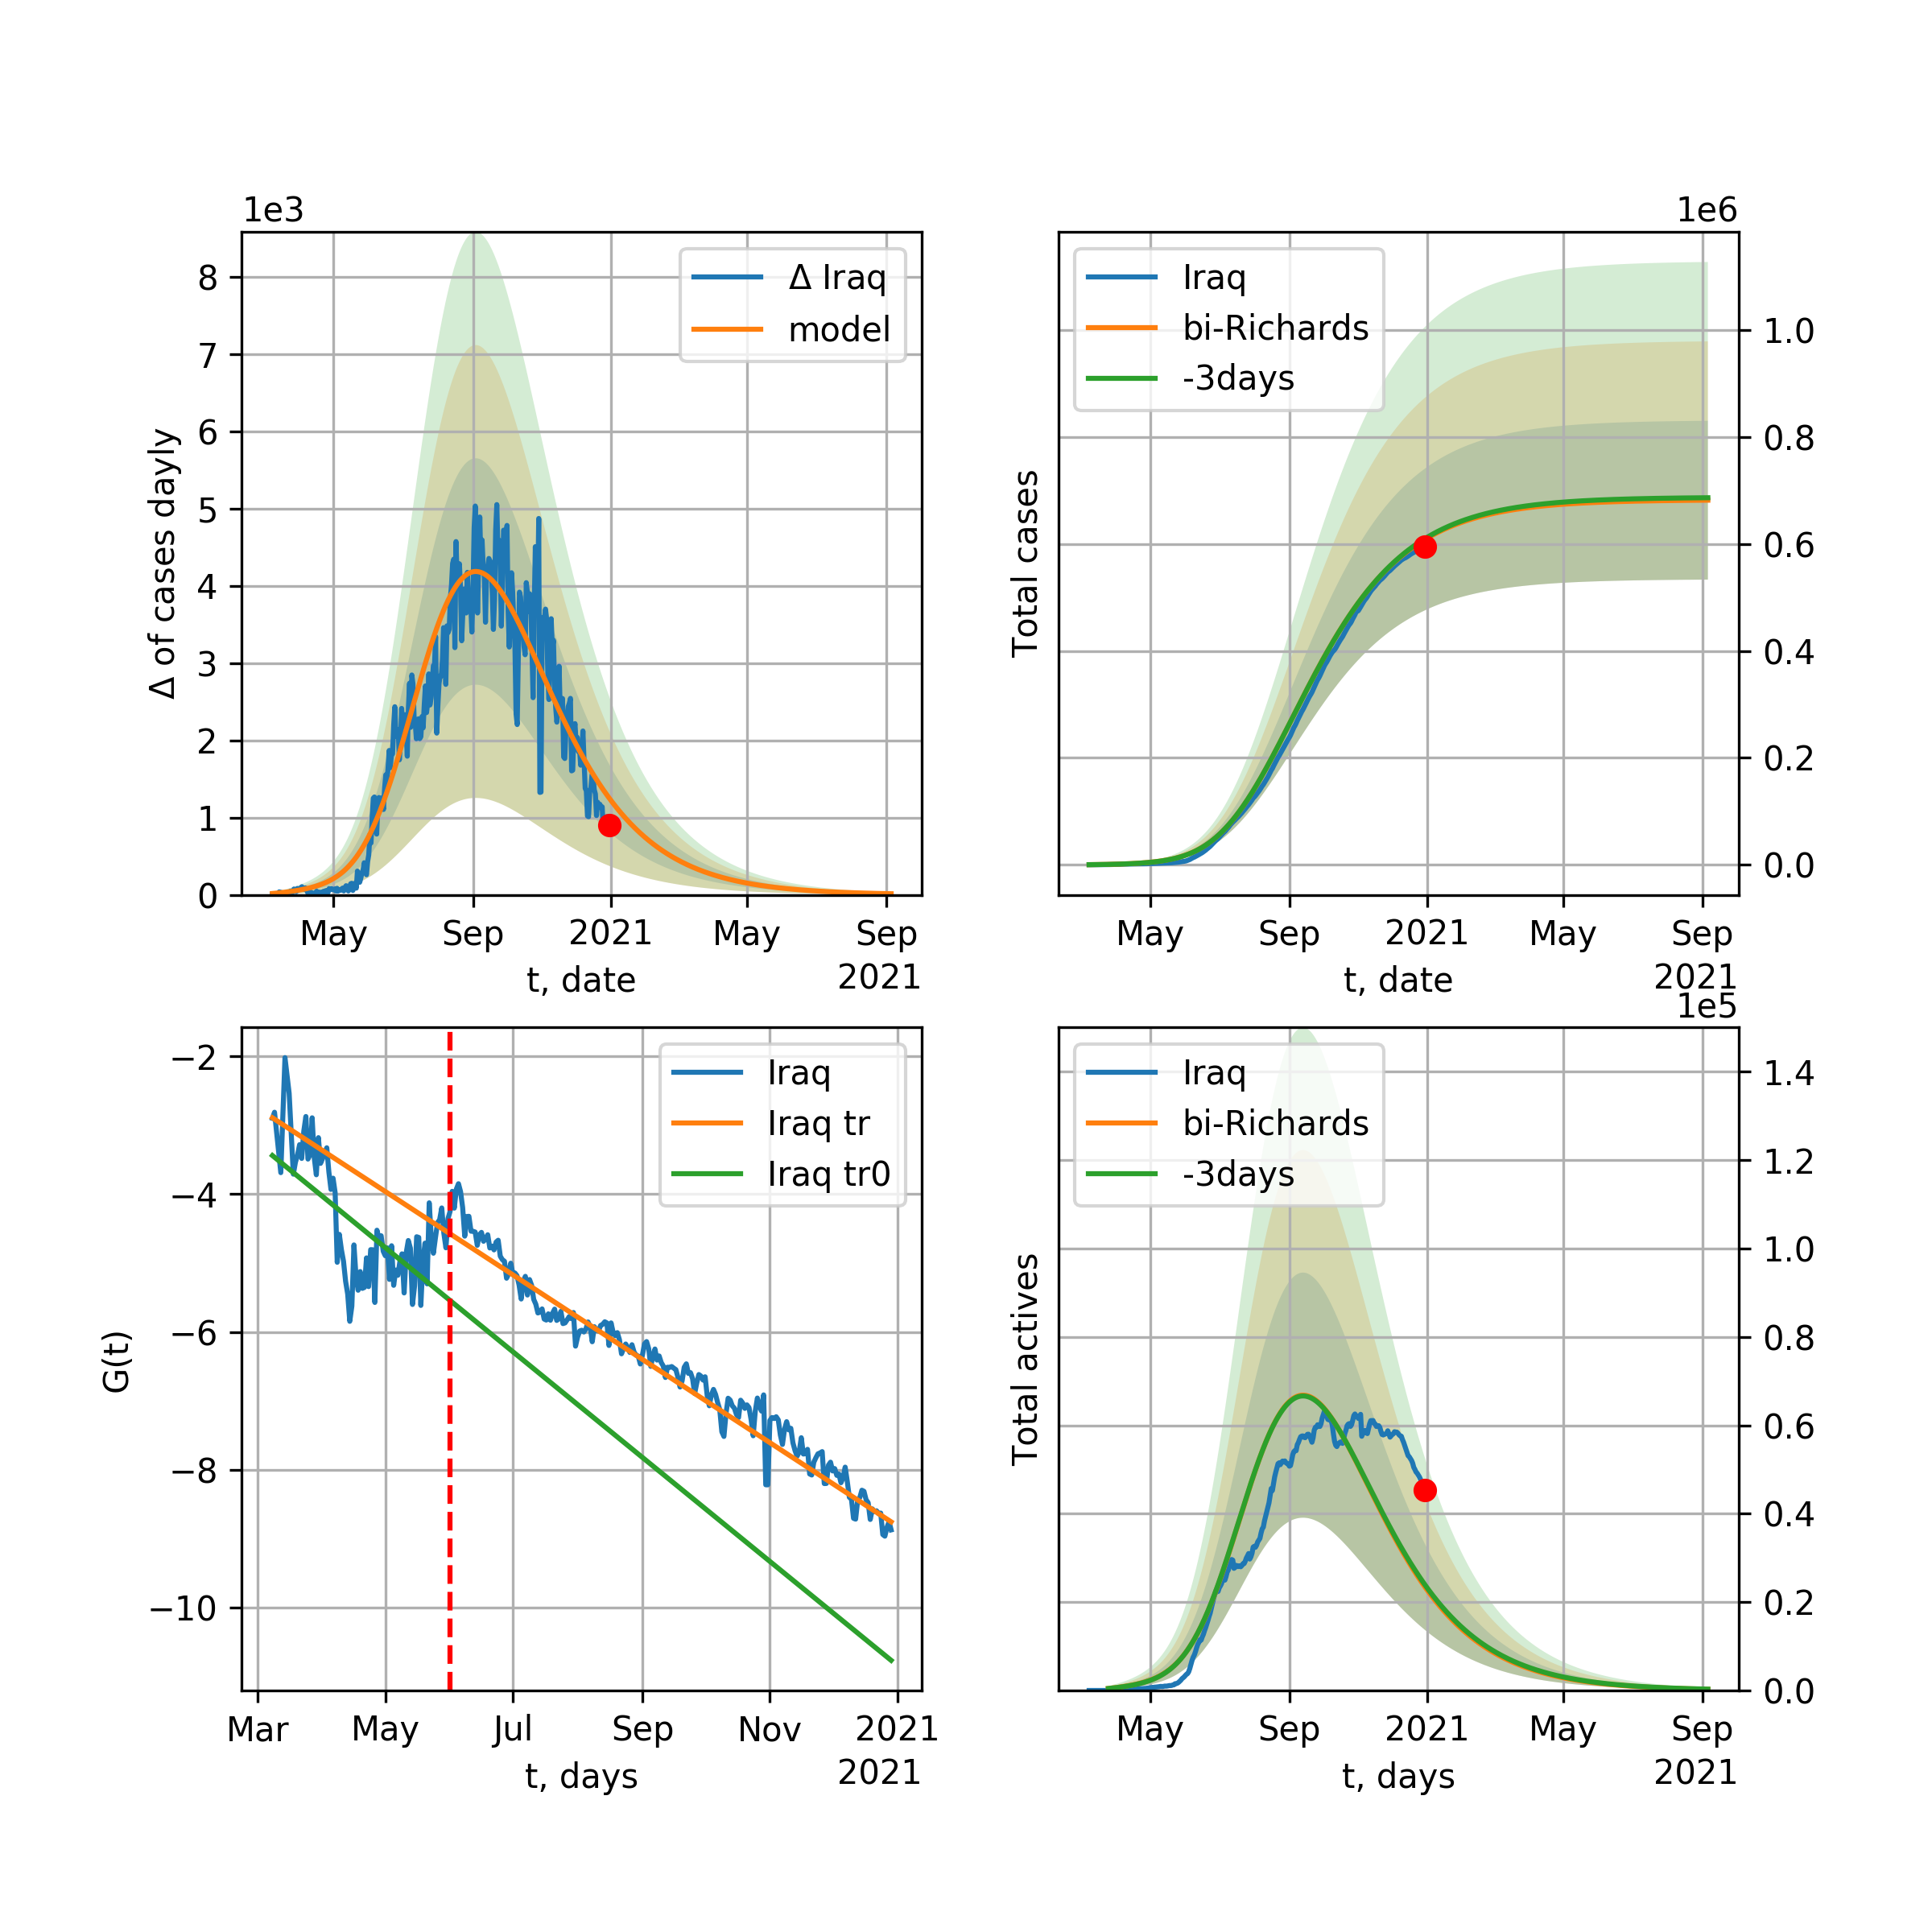 1e3
Δ of cases dayly
8
7
6
5
4
3
2
1
0
Δ Iraq
model
May Sep 2021 May Sep
2021
t, date
1e6
Total cases
Iraq
bi-Richards
-3days
1.0
0.8
0.6
0.4
0.2
0.0
May Sep 2021 May Sep
2021
t, date
G(t)
−2
−4
−6
−8
−10
Iraq
Iraq tr
Iraq tr0
Mar May Jul Sep Nov 2021
2021
t, days
1e5
Total actives
Iraq
bi-Richards
-3days
1.4
1.2
1.0
0.8
0.6
0.4
0.2
0.0
May Sep 2021 May Sep
2021
t, days